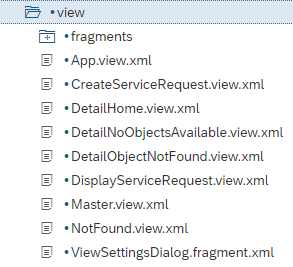 • view
• fragments
• App.view.xml
• CreateServiceRequest.view.xml
• DetailHome.view.xml
• DetailNoObjectsAvailable.view.xml
• DetailObjectNotFound.view.xml
• DisplayServiceRequest.view.xml
• Master.view.xml
• NotFound.view.xml
• ViewSettingsDialog.fragment.xml